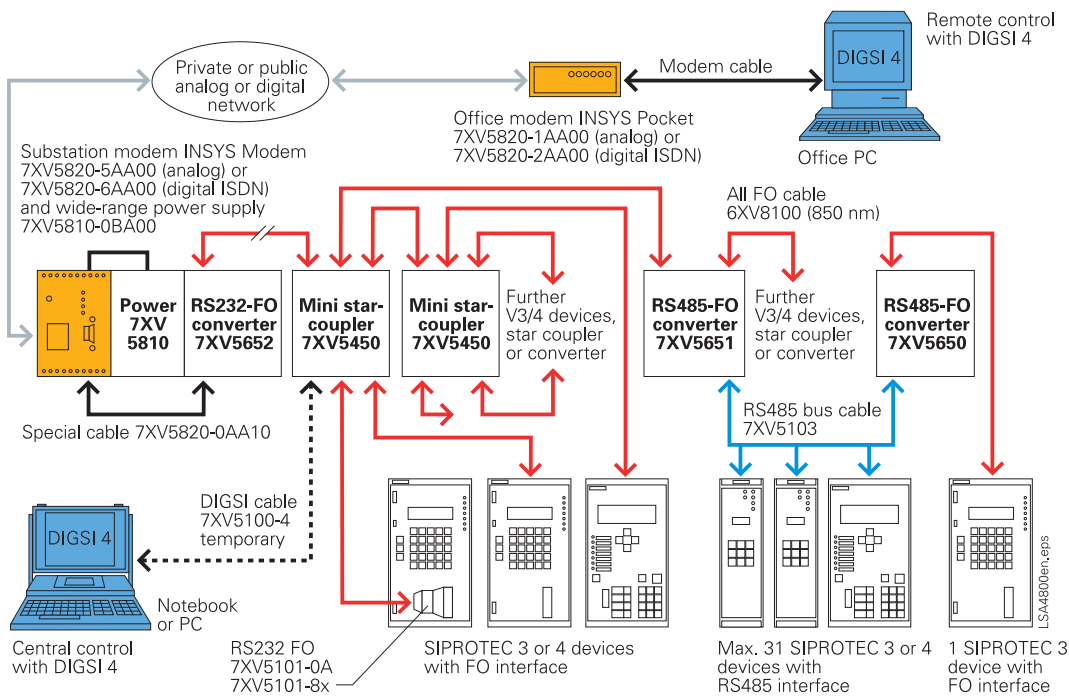 Remote control
with DIGSI 4
DIGSI 4
Private or public
analog or digital
network
Modem cable
Office modem INSYS Pocket
7XV5820-1AA00 (analog) or
7XV5820-2AA00 (digital ISDN)
Office PC
Substation modem INSYS Modem
7XV5820-5AA00 (analog) or
7XV5820-6AA00 (digital ISDN)
and wide-range power supply
7XV5810-0BA00
All FO cable
6XV8100 (850 nm)
Power
7XV
5810
RS232-FO
converter
7XV5652
Mini star-
coupler
7XV5450
Mini star-
coupler
7XV5450
Further
V3/4 devices,
star coupler
or converter
RS485-FO
converter
7XV5651
Further
V3/4 devices,
star coupler
or converter
RS485-FO
converter
7XV5650
Special cable 7XV5820-0AA10
RS485 bus cable
7XV5103
DIGSI cable
7XV5100-4
temporary
DIGSI 4
Notebook
or PC
Central control
with DIGSI 4
RS232 FO
7XV5101-0A
7XV5101-8x
SIPROTEC 3 or 4 devices
with FO interface
Max. 31 SIPROTEC 3 or 4
devices with
RS485 interface
1 SIPROTEC 3
device with
FO interface
LSA4800en.eps